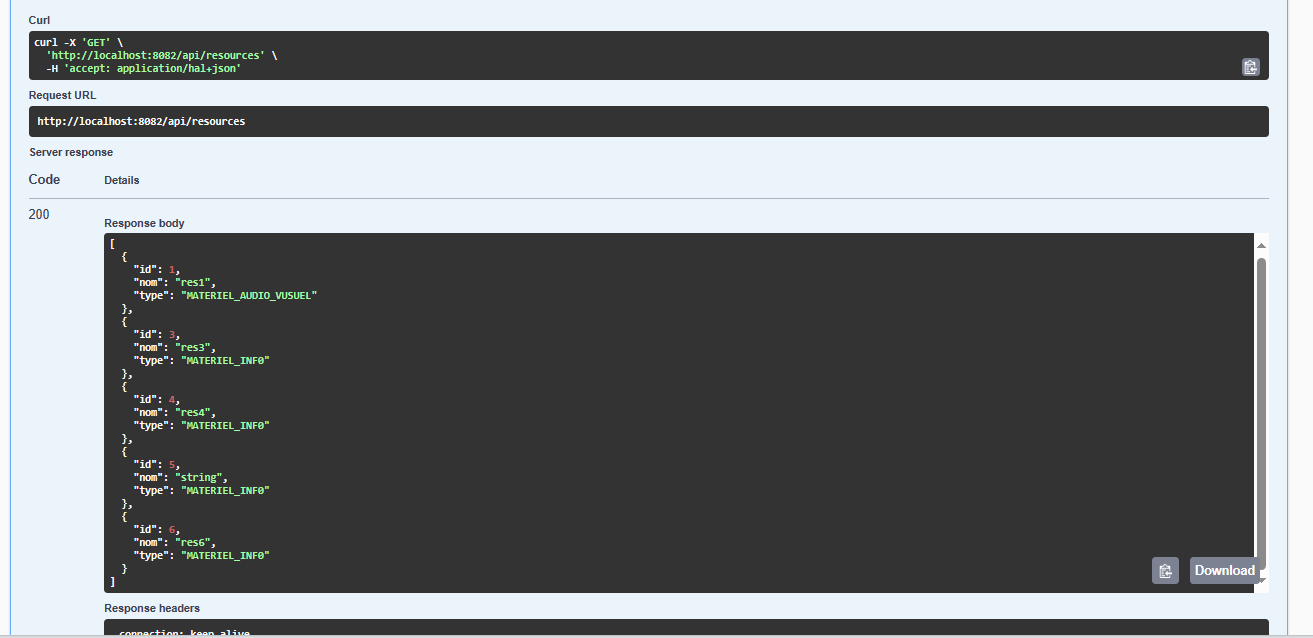 Curl
curl -X 'GET' \
'http://localhost:8082/api/resources' \
-H 'accept: application/hal+json'
Request URL
http://localhost:8082/api/resources
Server response
Code Details
200
Response body
[
{
"id": 1,
"nom": "res1",
"type": "MATERIEL_AUDIO_VUSUEL"
},
{
"id": 3,
"nom": "res3",
"type": "MATERIEL_INFO"
},
{
"id": 4,
"nom": "res4",
"type": "MATERIEL_INFO"
},
{
"id": 5,
"nom": "string",
"type": "MATERIEL_INFO"
},
{
"id": 6,
"nom": "res6",
"type": "MATERIEL_INFO"
}
]
Download
Response headers
connection: keep-alive